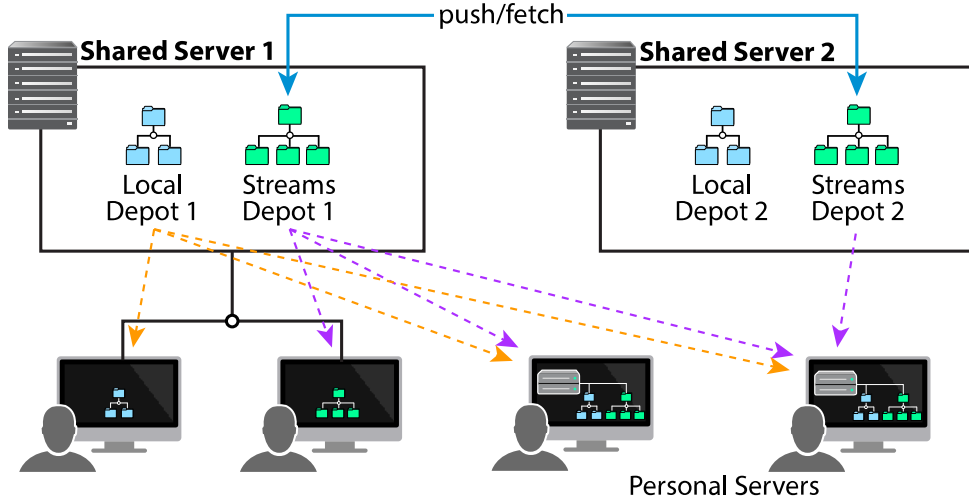 push/fetch
Shared Server 1
Shared Server 2
Local
Depot 1
Streams
Depot 1
Local
Depot 2
Streams
Depot 2
Personal Servers